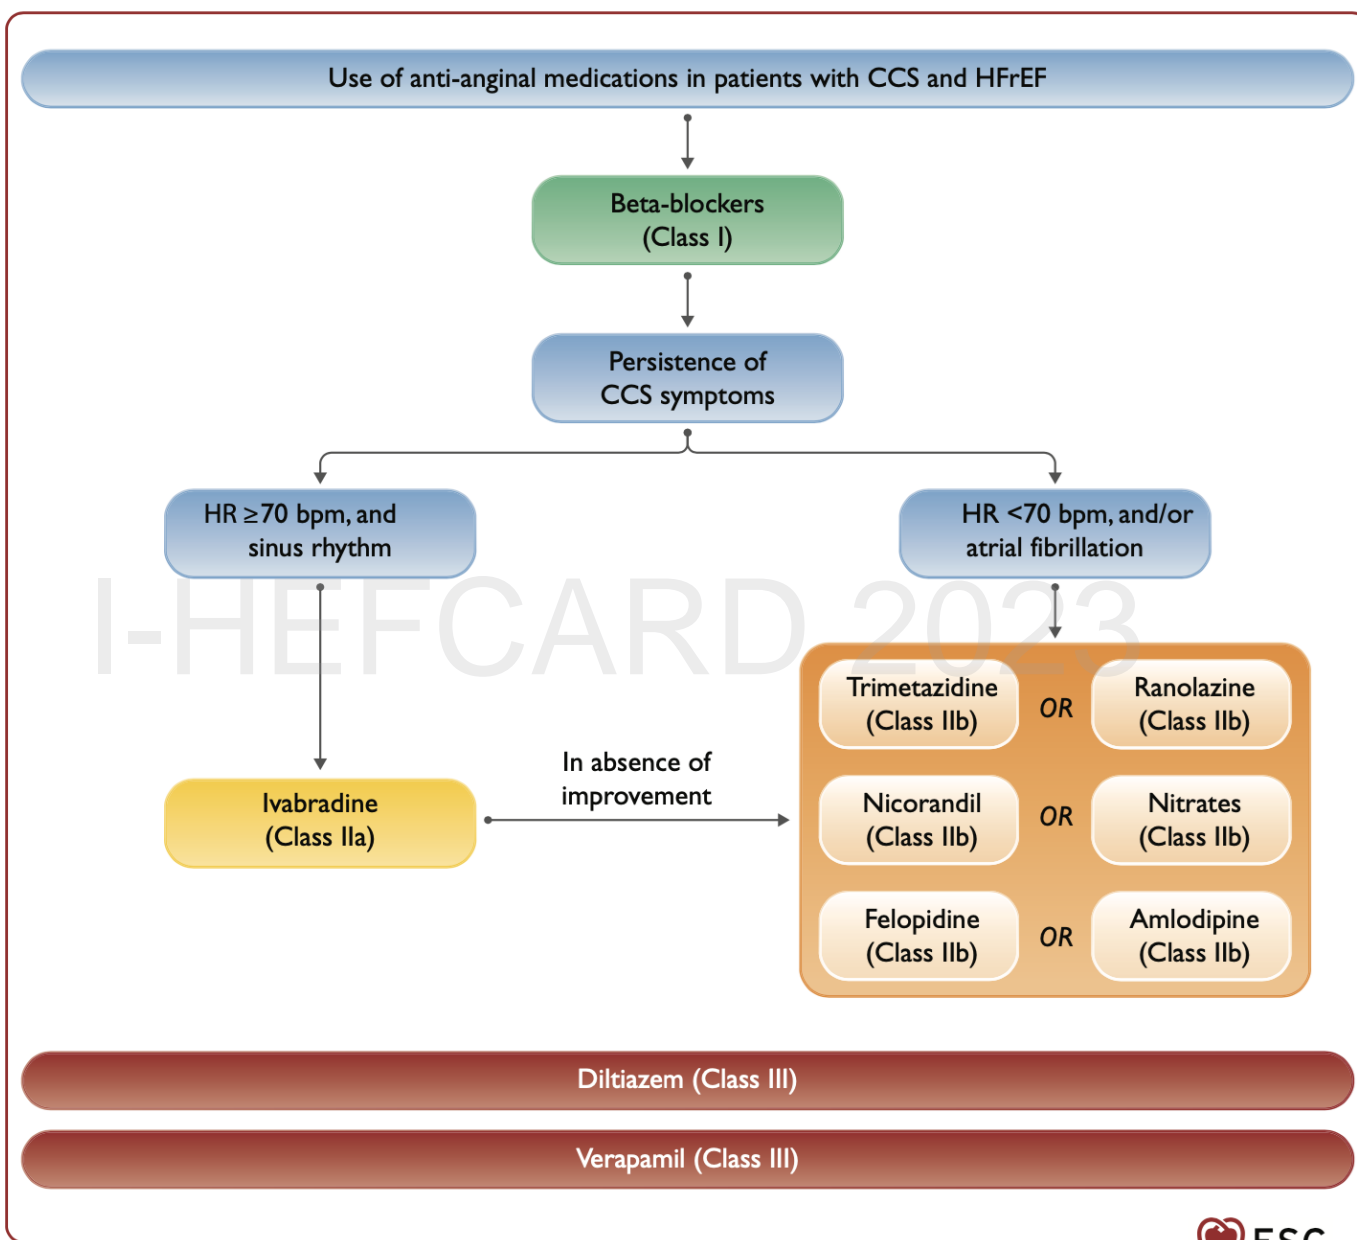 Use of anti-anginal medications in patients with CCS and HFrEF
Beta-blockers
(Class I)
Persistence of
CCS symptoms
HR ≥70 bpm, and
sinus rhythm
HR <70 bpm, and/or
atrial fibrillation
I-HEFCARD 2023
Trimetazidine
(Class IIb)
OR
Ranolazine
(Class IIb)
In absence of
improvement
Ivabradine
(Class IIa)
Nicorandil
(Class IIb)
OR
Nitrates
(Class IIb)
Felopidine
(Class IIb)
OR
Amlodipine
(Class IIb)
Diltiazem (Class III)
Verapamil (Class III)
ESC